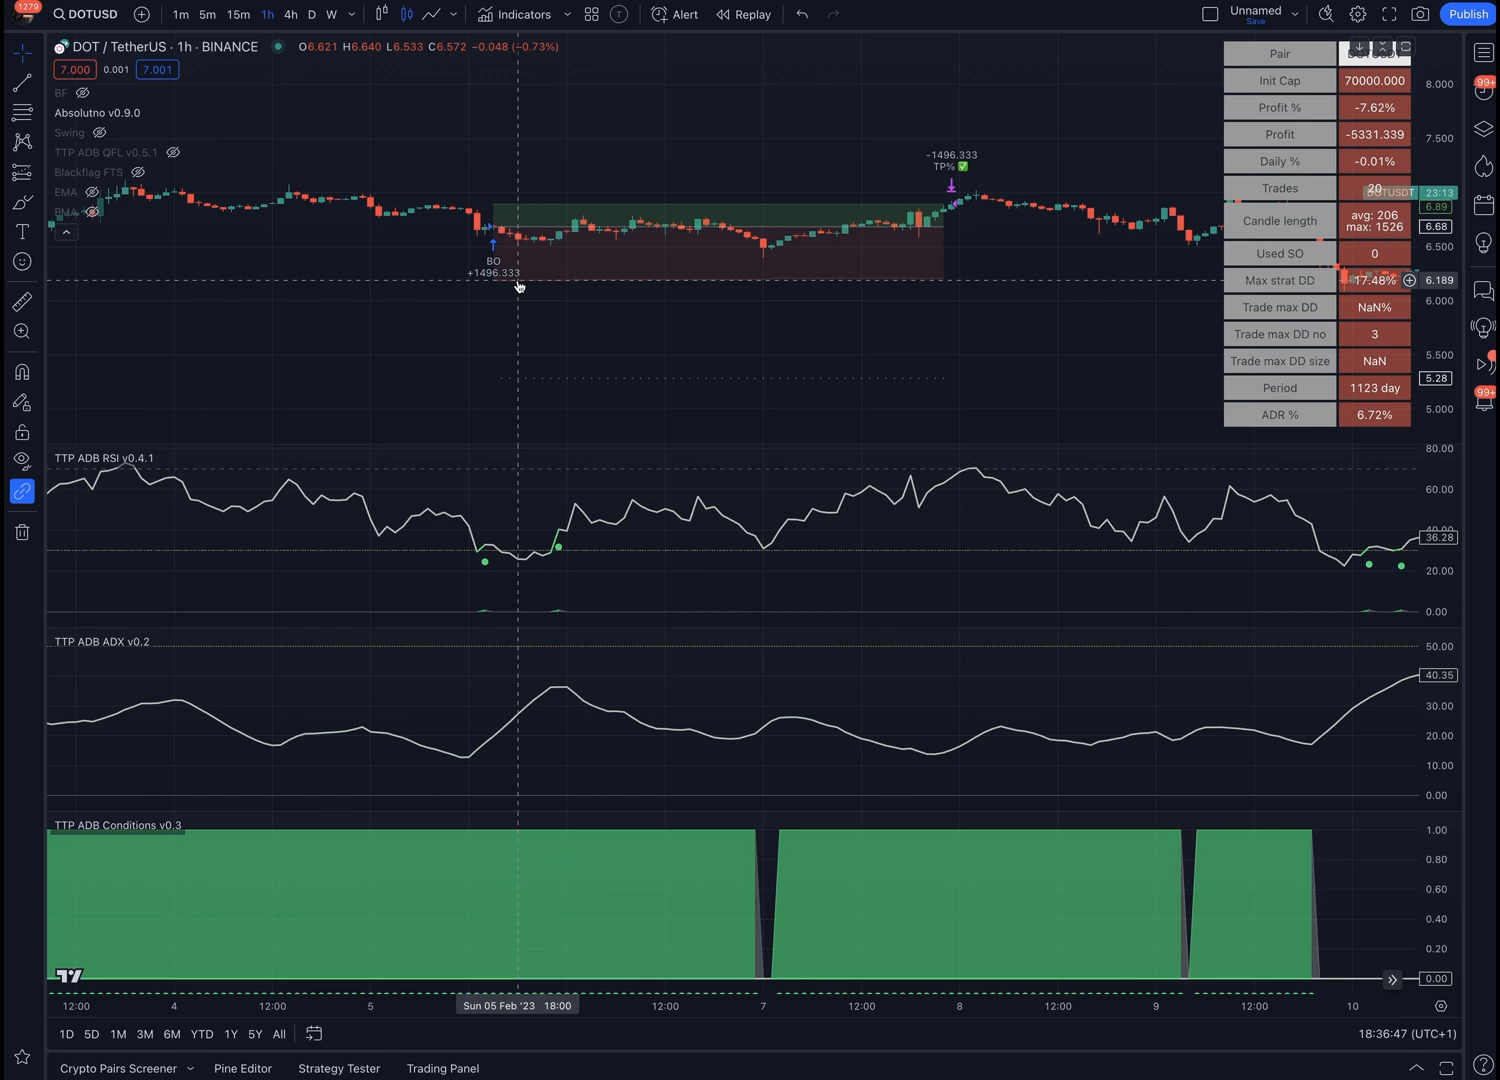 1279
DOTUSD
1m 5m 15m 1h 4h D W
Indicators
T
Alert
Replay
Unnamed
Save
Publish
DOT / TetherUS · 1h · BINANCE
O6.621 H6.640 L6.533 C6.572 −0.048 (−0.73%)
7.000 0.001 7.001
BF
Absolutno v0.9.0
Swing
TTP ADB QFL v0.5.1
Blackflag FTS
EMA
EMA
-1496.333
TP% ✅
BO
+1496.333
Pair
Init Cap 70000.000
Profit % -7.62%
Profit -5331.339
Daily % -0.01%
Trades 20
Candle length avg: 206
max: 1526
Used SO 0
Max strat DD 17.48%
Trade max DD NaN%
Trade max DD no 3
Trade max DD size NaN
Period 1123 day
ADR % 6.72%
8.000
7.500
DOTUSDT 23:13
6.89
6.68
6.500
6.189
6.000
5.500
5.28
5.000
99+
99+
TTP ADB RSI v0.4.1
80.00
60.00
40.00
36.28
20.00
0.00
TTP ADB ADX v0.2
50.00
40.35
30.00
20.00
10.00
0.00
TTP ADB Conditions v0.3
1.00
0.80
0.60
0.40
0.20
0.00
12:00 4 12:00 5 Sun 05 Feb '23 18:00 12:00 7 12:00 8 12:00 9 12:00 10
1D 5D 1M 3M 6M YTD 1Y 5Y All
18:36:47 (UTC+1)
Crypto Pairs Screener Pine Editor Strategy Tester Trading Panel